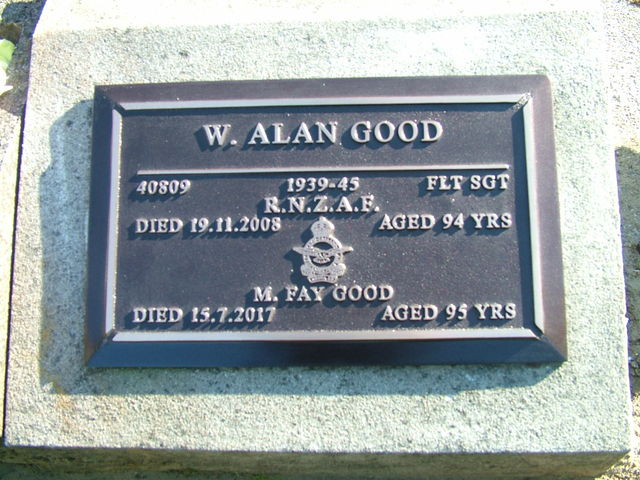 W. ALAN GOOD
40809 1939-45 FLT SGT
R.N.Z.A.F.
DIED 19.11.2008 AGED 94 YRS
M. FAY GOOD
DIED 15.7.2017 AGED 95 YRS